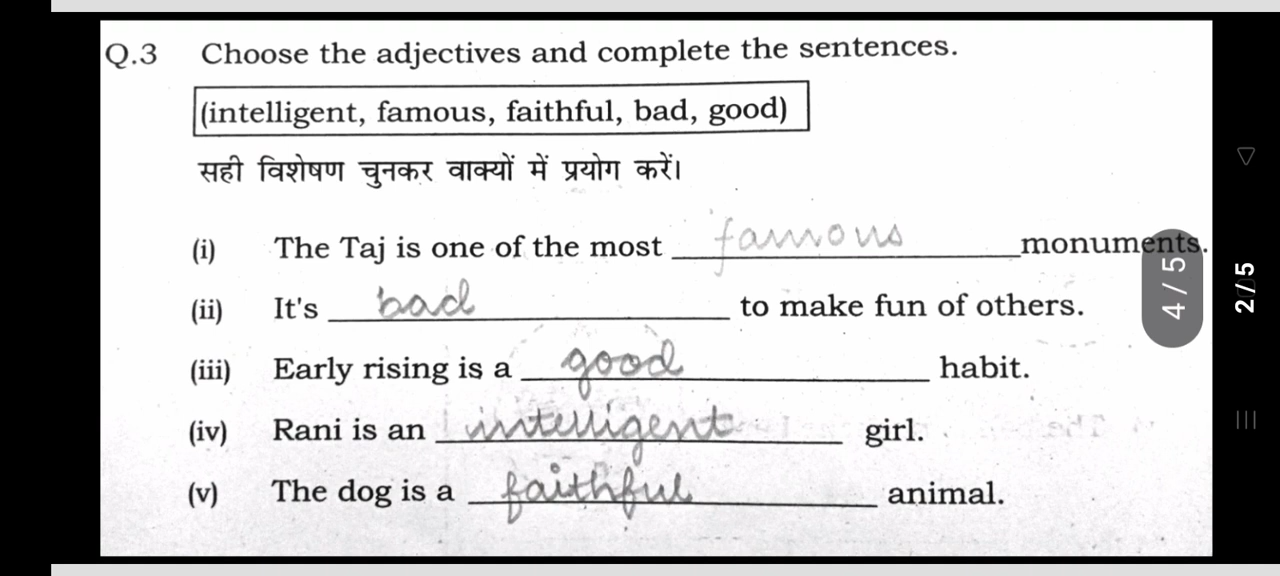 Q.3 Choose the adjectives and complete the sentences.
(intelligent, famous, faithful, bad, good)
सही विशेषण चुनकर वाक्यों में प्रयोग करें।
(i) The Taj is one of the most famous monuments.
(ii) It's bad to make fun of others.
(iii) Early rising is a good habit.
(iv) Rani is an intelligent girl.
(v) The dog is a faithful animal.
4 / 5
2/5